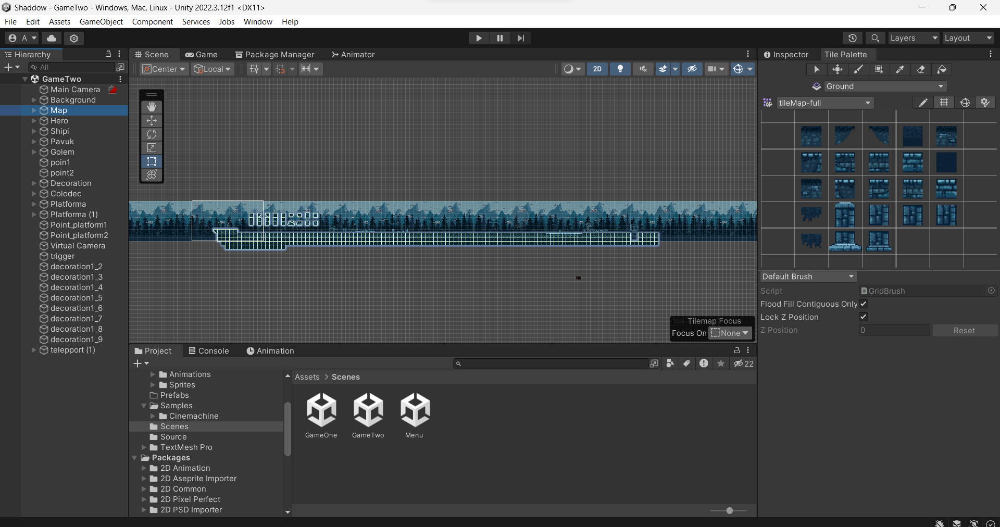 Shaddow - GameTwo - Windows, Mac, Linux - Unity 2022.3.12f1 <DX11>
File Edit Assets GameObject Component Services Jobs Window Help
A
Layers Layout
Hierarchy
All
GameTwo
Main Camera
Background
Map
Hero
Shipi
Pavuk
Golem
poin1
point2
Decoration
Colodec
Platforma
Platforma (1)
Point_platform1
Point_platform2
Virtual Camera
trigger
decoration1_2
decoration1_3
decoration1_4
decoration1_5
decoration1_6
decoration1_7
decoration1_8
decoration1_9
telepport (1)
Scene Game Package Manager Animator
Center Local 2D
Tilemap Focus
Focus On None
Project Console Animation
22
Animations
Sprites
Prefabs
Samples
Cinemachine
Scenes
Source
TextMesh Pro
Packages
2D Animation
2D Aseprite Importer
2D Common
2D Pixel Perfect
2D PSD Importer
Assets > Scenes
GameOne GameTwo Menu
Inspector Tile Palette
Ground
tileMap-full
Default Brush
Script GridBrush
Flood Fill Contiguous Only
Lock Z Position
Z Position 0 Reset